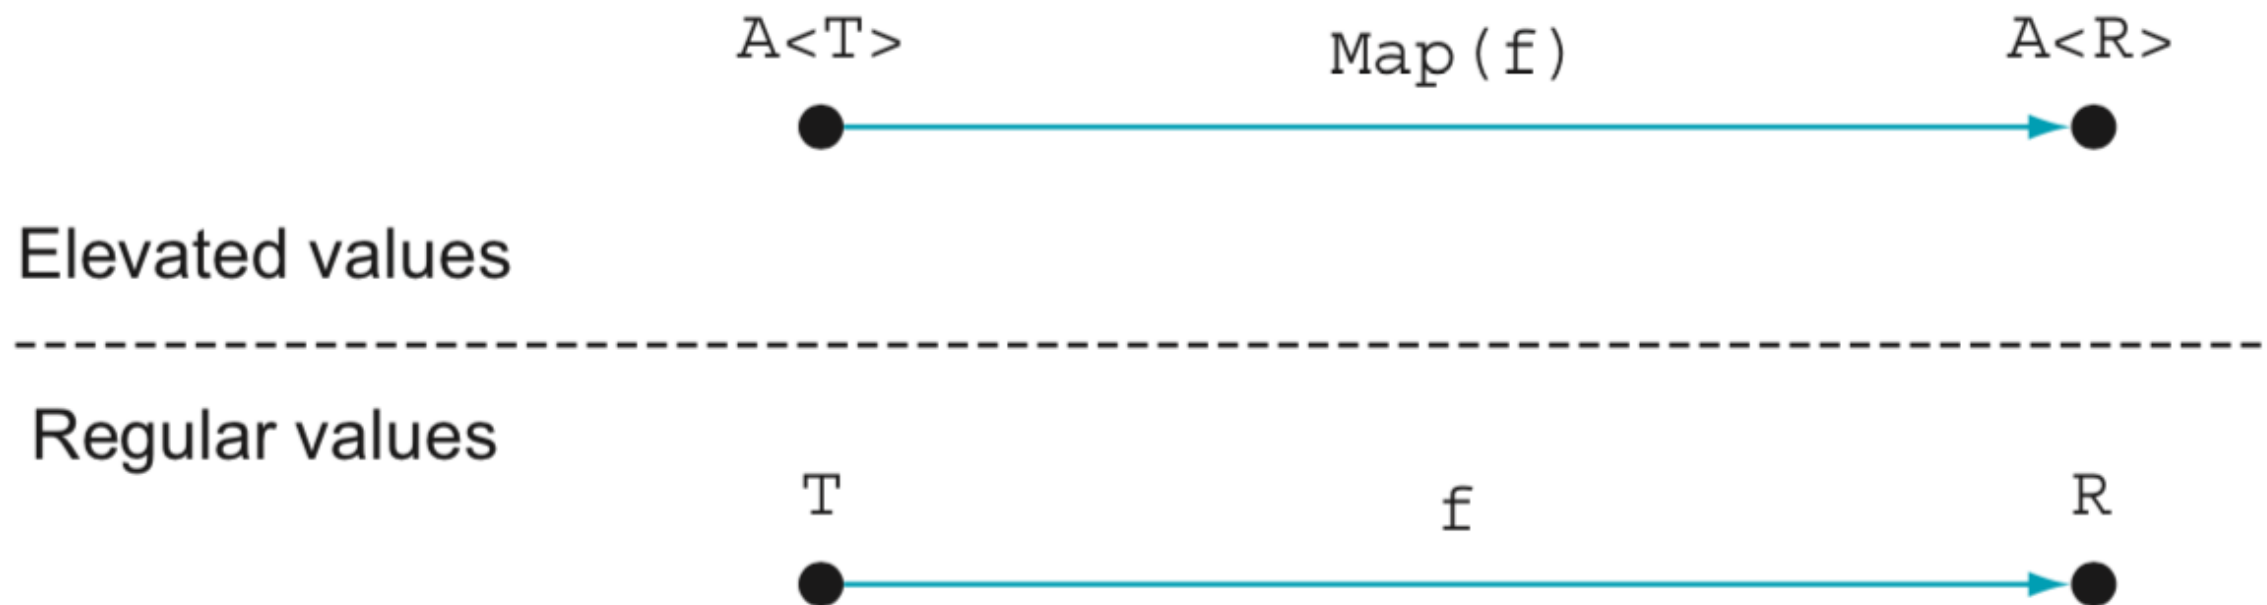 A<T>
Map(f)
A<R>
Elevated values
Regular values
T
f
R